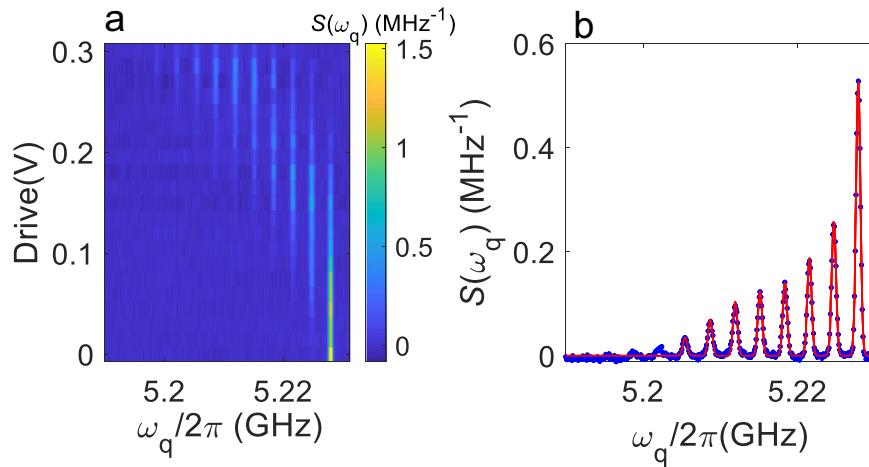 a
S(ω_q) (MHz⁻¹)
0.3
0.2
0.1
0
Drive(V)
5.2
5.22
ω_q/2π (GHz)
1.5
1
0.5
0
b
0.6
0.4
0.2
0
S(ω_q) (MHz⁻¹)
5.2
5.22
ω_q/2π(GHz)